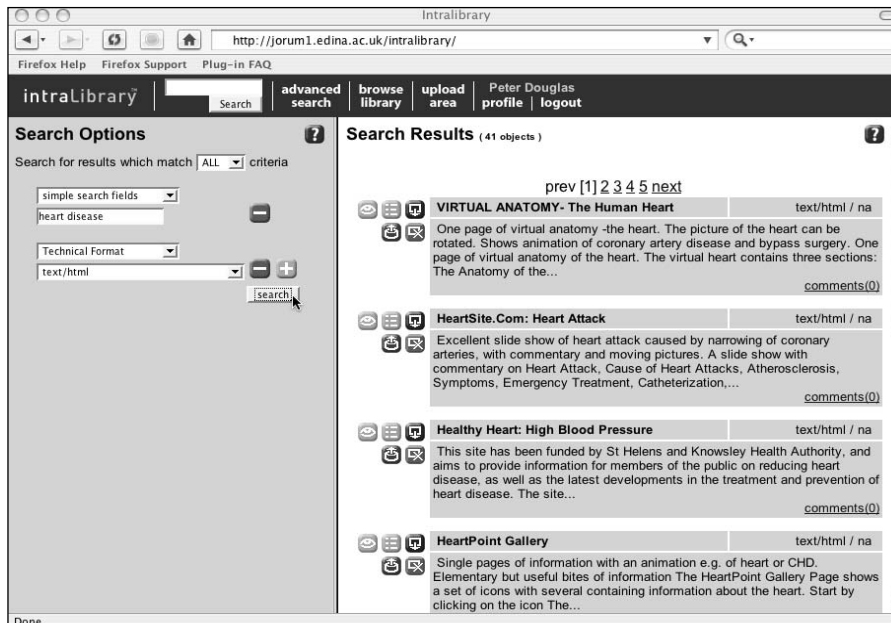 Intralibrary
http://jorum1.edina.ac.uk/intralibrary/
Firefox Help Firefox Support Plug-in FAQ
intraLibrary™
Search
advanced search
browse library
upload area
Peter Douglas
profile | logout
Search Options
?
Search for results which match ALL criteria
simple search fields
heart disease
Technical Format
text/html
search
Search Results ( 41 objects )
?
prev [1] 2 3 4 5 next
VIRTUAL ANATOMY- The Human Heart text/html / na
One page of virtual anatomy -the heart. The picture of the heart can be
rotated. Shows animation of coronary artery disease and bypass surgery. One
page of virtual anatomy of the heart. The virtual heart contains three sections:
The Anatomy of the...
comments(0)
HeartSite.Com: Heart Attack text/html / na
Excellent slide show of heart attack caused by narrowing of coronary
arteries, with commentary and moving pictures. A slide show with
commentary on Heart Attack, Cause of Heart Attacks, Atherosclerosis,
Symptoms, Emergency Treatment, Catheterization,...
comments(0)
Healthy Heart: High Blood Pressure text/html / na
This site has been funded by St Helens and Knowsley Health Authority, and
aims to provide information for members of the public on reducing heart
disease, as well as the latest developments in the treatment and prevention of
heart disease. The site...
comments(0)
HeartPoint Gallery text/html / na
Single pages of information with an animation e.g. of heart or CHD.
Elementary but useful bites of information The HeartPoint Gallery Page shows
a set of icons with several containing information about the heart. Start by
clicking on the icon The...
Done